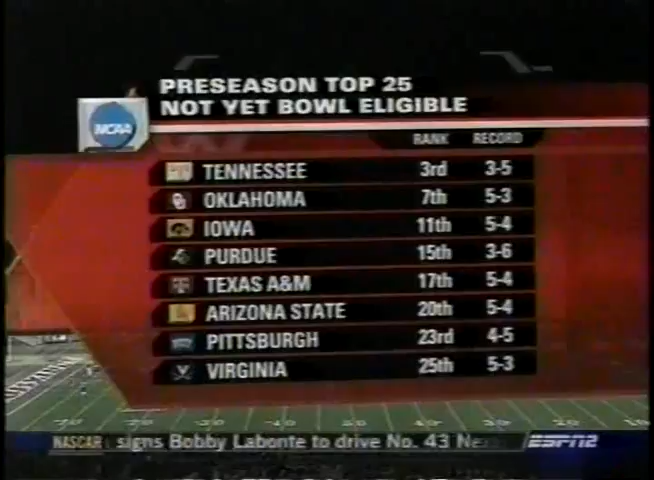 PRESEASON TOP 25
NOT YET BOWL ELIGIBLE
NCAA
RANK RECORD
TENNESSEE 3rd 3-5
OU OKLAHOMA 7th 5-3
IOWA 11th 5-4
PURDUE 15th 3-6
TEXAS A&M 17th 5-4
ARIZONA STATE 20th 5-4
PITTSBURGH 23rd 4-5
VIRGINIA 25th 5-3
NASCAR signs Bobby Labonte to drive No. 43 Nex ESPN2